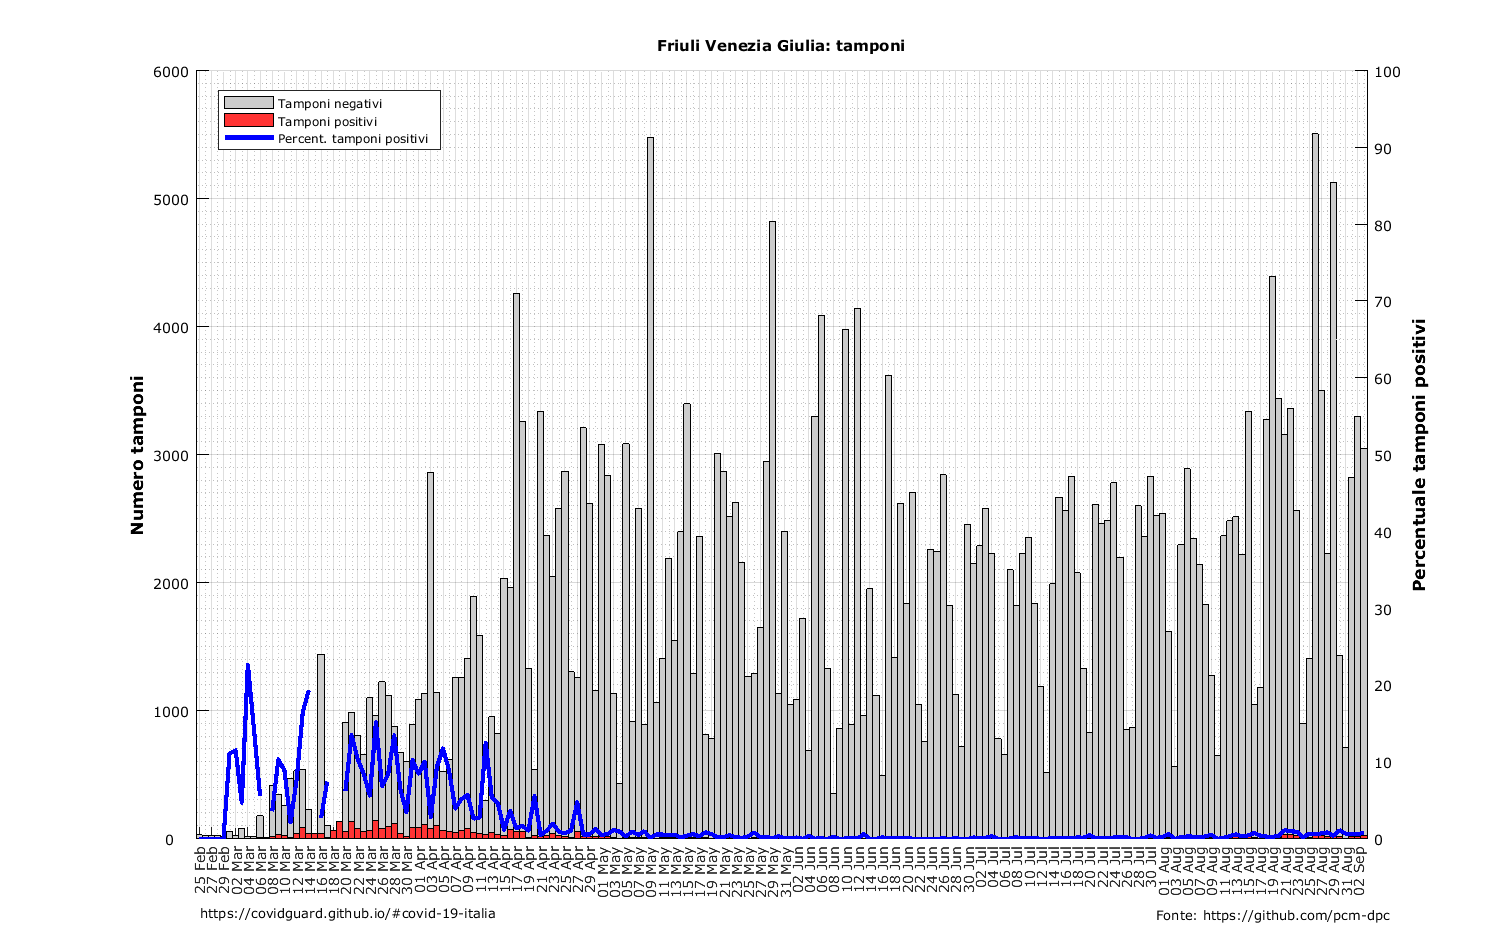 Friuli Venezia Giulia: tamponi
Tamponi negativi
Tamponi positivi
Percent. tamponi positivi
Numero tamponi
6000
5000
4000
3000
2000
1000
0
Percentuale tamponi positivi
100
90
80
70
60
50
40
30
20
10
0
25 Feb
27 Feb
29 Feb
02 Mar
04 Mar
06 Mar
08 Mar
10 Mar
12 Mar
14 Mar
16 Mar
18 Mar
20 Mar
22 Mar
24 Mar
26 Mar
28 Mar
30 Mar
01 Apr
03 Apr
05 Apr
07 Apr
09 Apr
11 Apr
13 Apr
15 Apr
17 Apr
19 Apr
21 Apr
23 Apr
25 Apr
27 Apr
29 Apr
01 May
03 May
05 May
07 May
09 May
11 May
13 May
15 May
17 May
19 May
21 May
23 May
25 May
27 May
29 May
31 May
02 Jun
04 Jun
06 Jun
08 Jun
10 Jun
12 Jun
14 Jun
16 Jun
18 Jun
20 Jun
22 Jun
24 Jun
26 Jun
28 Jun
30 Jun
02 Jul
04 Jul
06 Jul
08 Jul
10 Jul
12 Jul
14 Jul
16 Jul
18 Jul
20 Jul
22 Jul
24 Jul
26 Jul
28 Jul
30 Jul
01 Aug
03 Aug
05 Aug
07 Aug
09 Aug
11 Aug
13 Aug
15 Aug
17 Aug
19 Aug
21 Aug
23 Aug
25 Aug
27 Aug
29 Aug
31 Aug
02 Sep
https://covidguard.github.io/#covid-19-italia
Fonte: https://github.com/pcm-dpc